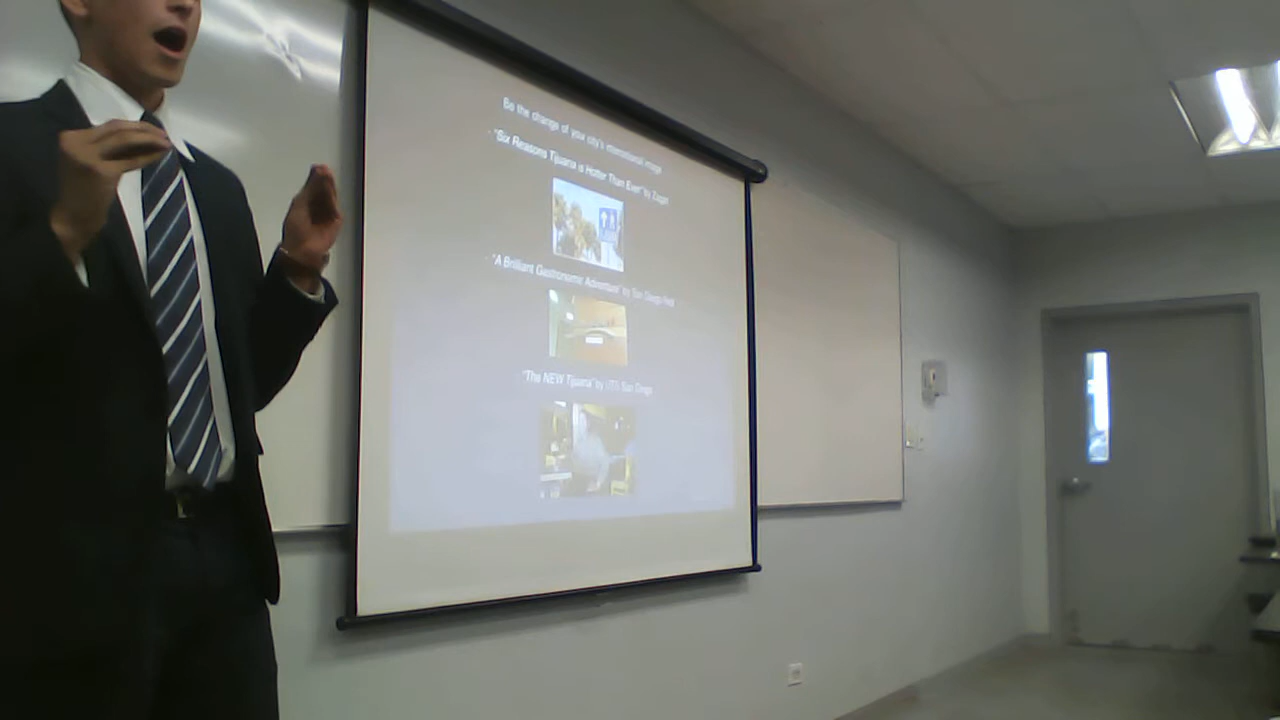 Be the change of your city's international image
- "Six Reasons Tijuana is Hotter Than Ever" by Zagat
- "A Brilliant Gastronomic Adventure" by San Diego Red
"The NEW Tijuana" by San Diego